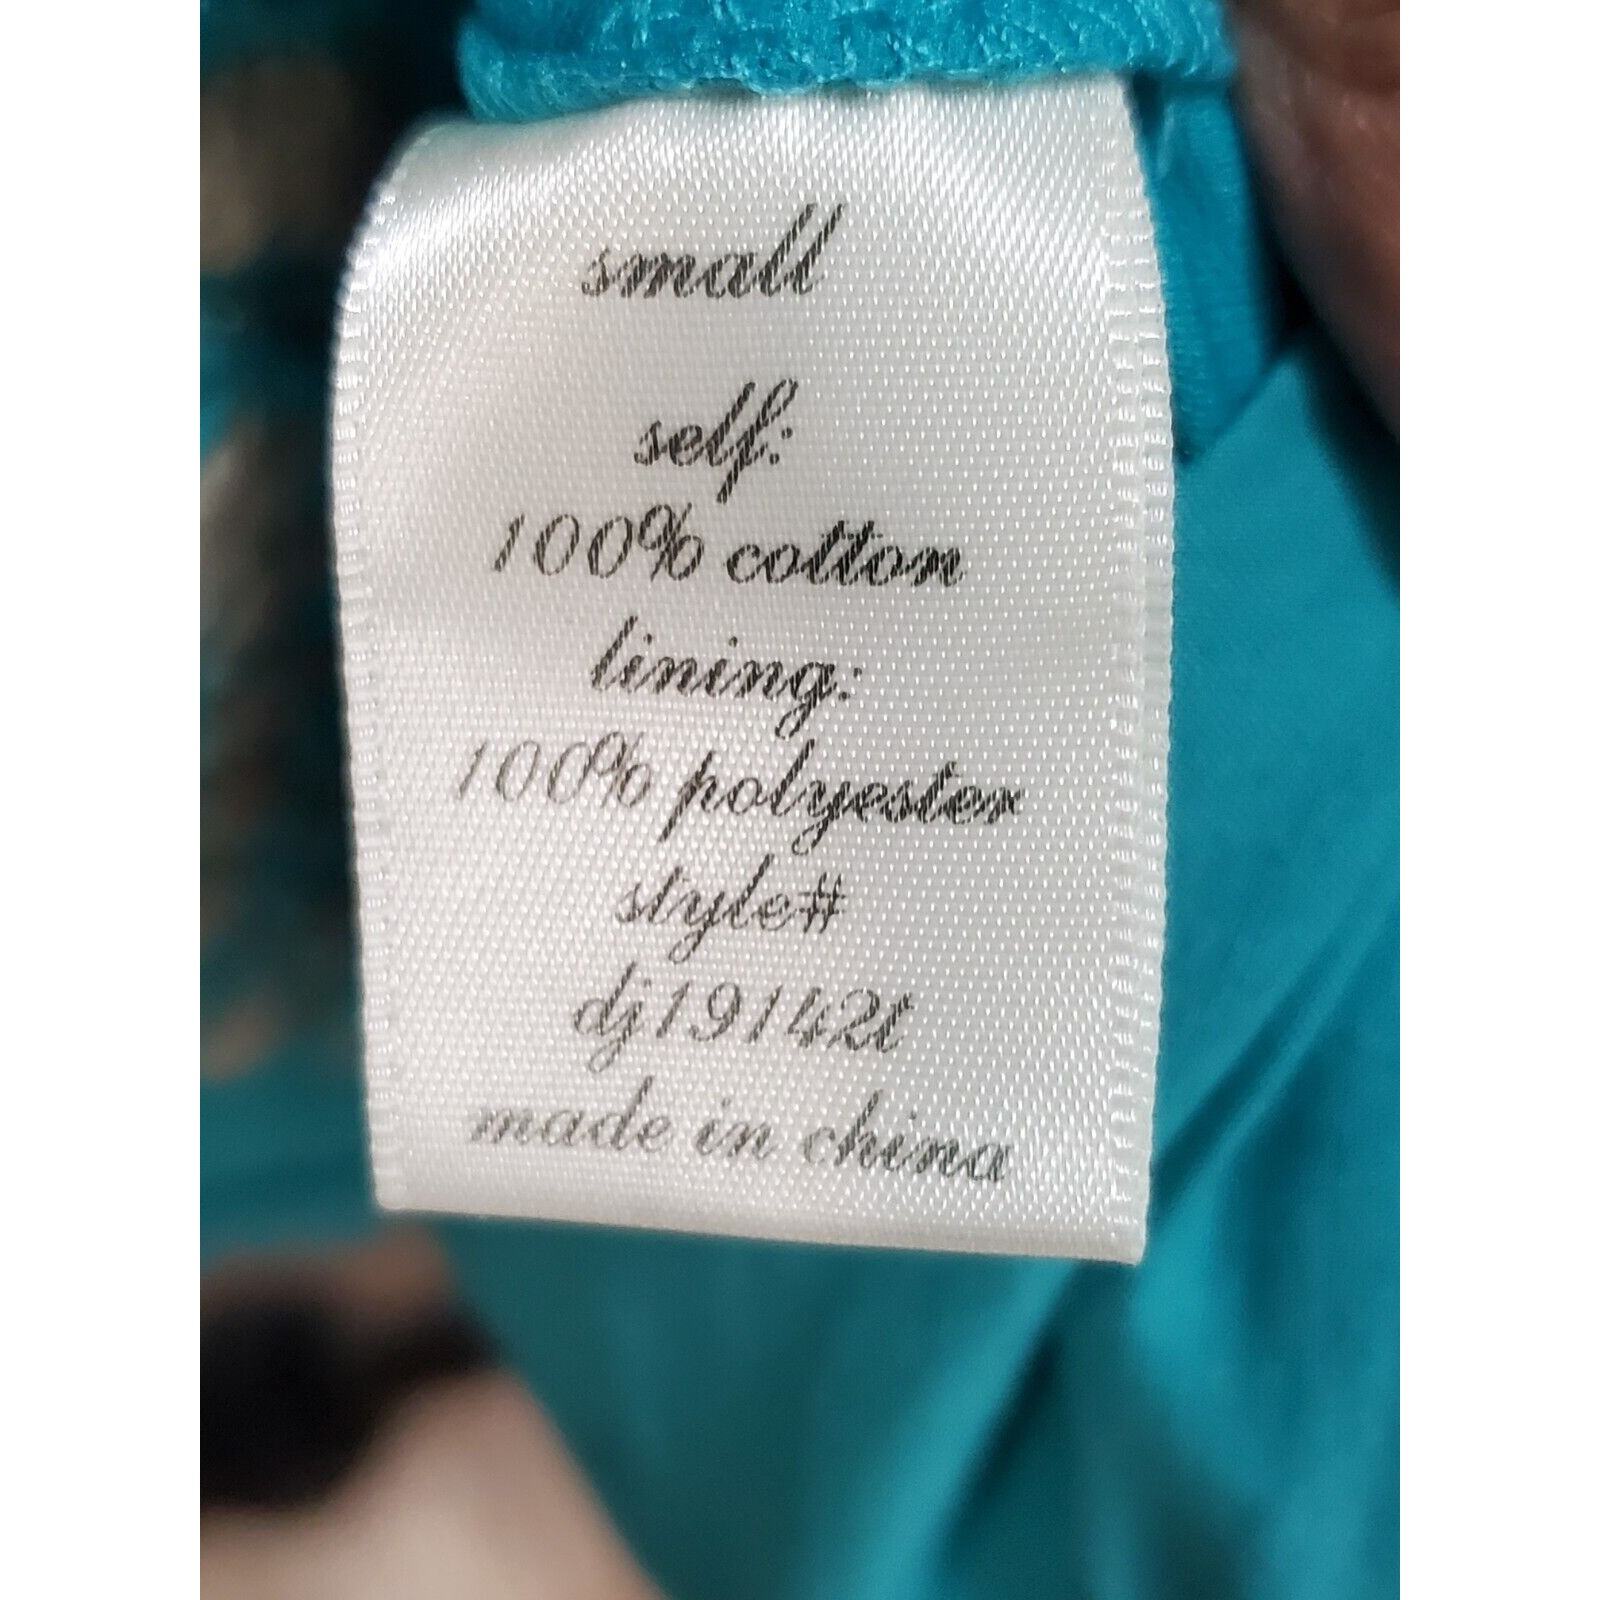 small
self:
100% cotton
lining:
100% polyester
style#
dj19142t
made in china